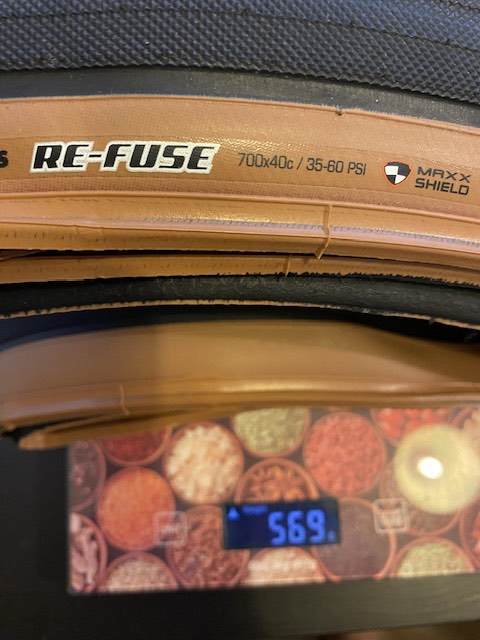 S RE-FUSE 700x40c / 35-60 PSI MAXX
SHIELD
569